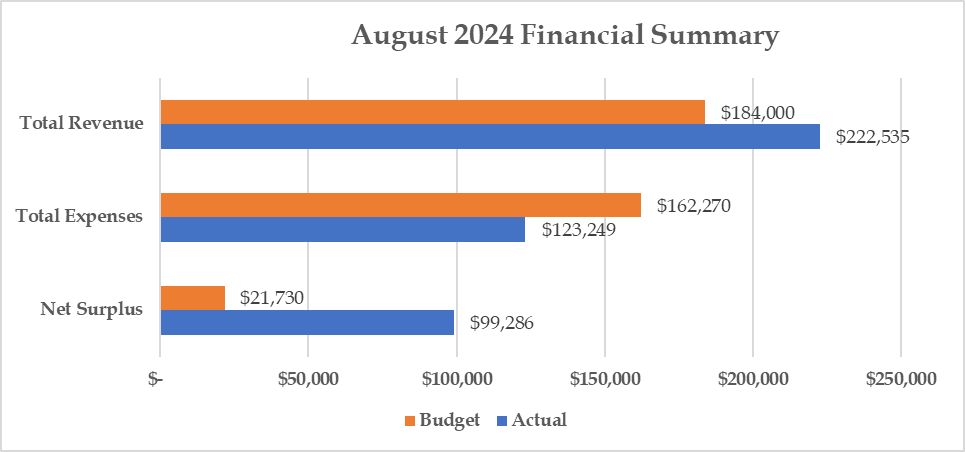 August 2024 Financial Summary
Total Revenue
$184,000
$222,535
Total Expenses
$162,270
$123,249
Net Surplus
$21,730
$99,286
$- $50,000 $100,000 $150,000 $200,000 $250,000
Budget Actual